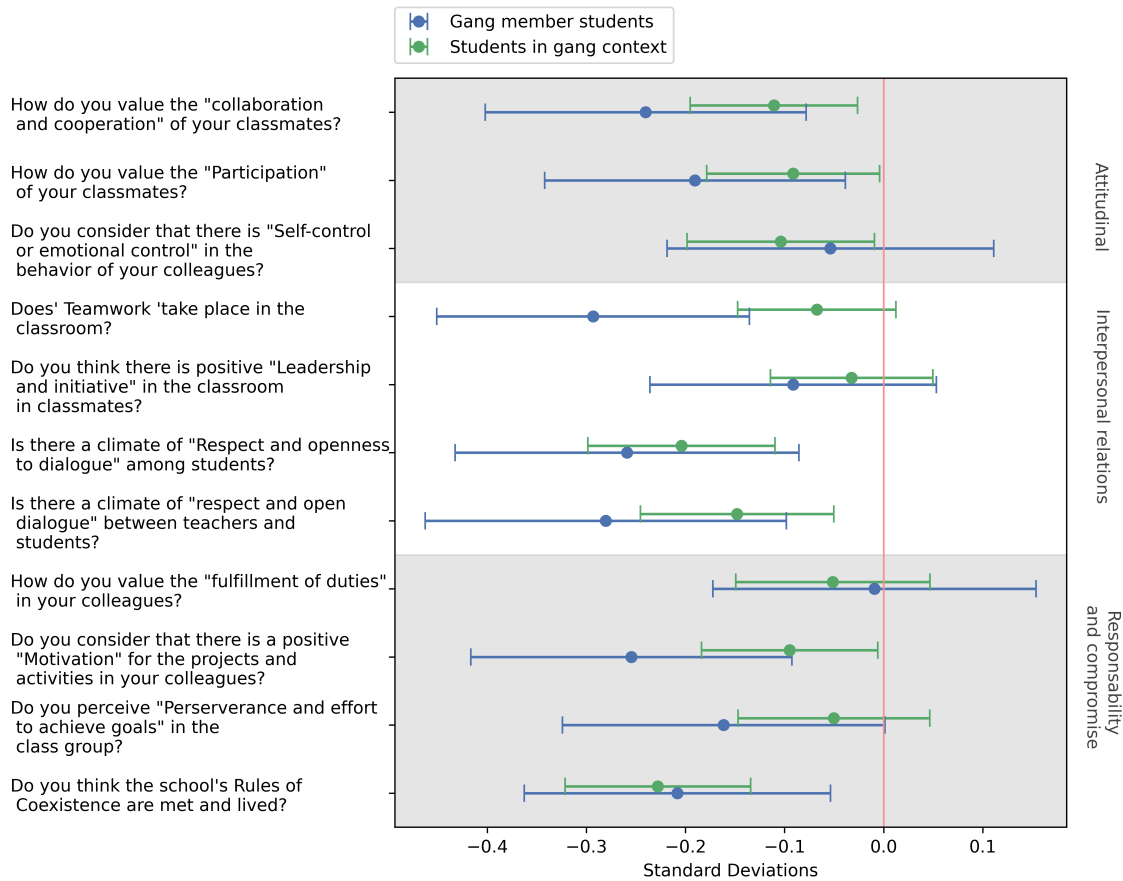 Gang member students
Students in gang context
How do you value the "collaboration
and cooperation" of your classmates?
How do you value the "Participation"
of your classmates?
Do you consider that there is "Self-control
or emotional control" in the
behavior of your colleagues?
Attitudinal
Does' Teamwork 'take place in the
classroom?
Do you think there is positive "Leadership
and initiative" in the classroom
in classmates?
Is there a climate of "Respect and openness
to dialogue" among students?
Is there a climate of "respect and open
dialogue" between teachers and
students?
Interpersonal relations
How do you value the "fulfillment of duties"
in your colleagues?
Do you consider that there is a positive
"Motivation" for the projects and
activities in your colleagues?
Do you perceive "Perserverance and effort
to achieve goals" in the
class group?
Do you think the school's Rules of
Coexistence are met and lived?
Responsability
and compromise
−0.4 −0.3 −0.2 −0.1 0.0 0.1
Standard Deviations